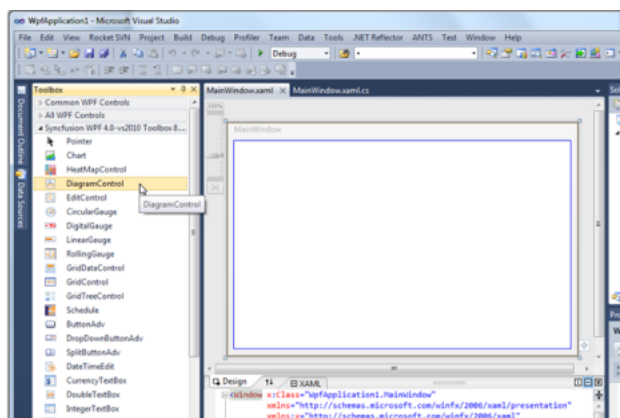 WpfApplication1 - Microsoft Visual Studio
File Edit View Rocket SVN Project Build Debug Profiler Team Data Tools .NET Reflector ANTS Test Window Help
Debug
Toolbox
MainWindow.xaml MainWindow.xaml.cs
Sol
Document Outline
Data Sources
Common WPF Controls
All WPF Controls
Syncfusion WPF 4.0-vs2010 Toolbox 8....
Pointer
Chart
HeatMapControl
DiagramControl
EditControl
CircularGauge
DigitalGauge
LinearGauge
RollingGauge
GridDataControl
GridControl
GridTreeControl
Schedule
ButtonAdv
DropDownButtonAdv
SplitButtonAdv
DateTimeEdit
CurrencyTextBox
DoubleTextBox
IntegerTextBox
DiagramControl
100%
MainWindow
Pro
W
Design XAML
<Window x:Class="WpfApplication1.MainWindow"
xmlns="http://schemas.microsoft.com/winfx/2006/xaml/presentation"
xmlns:x="http://schemas.microsoft.com/winfx/2006/xaml"